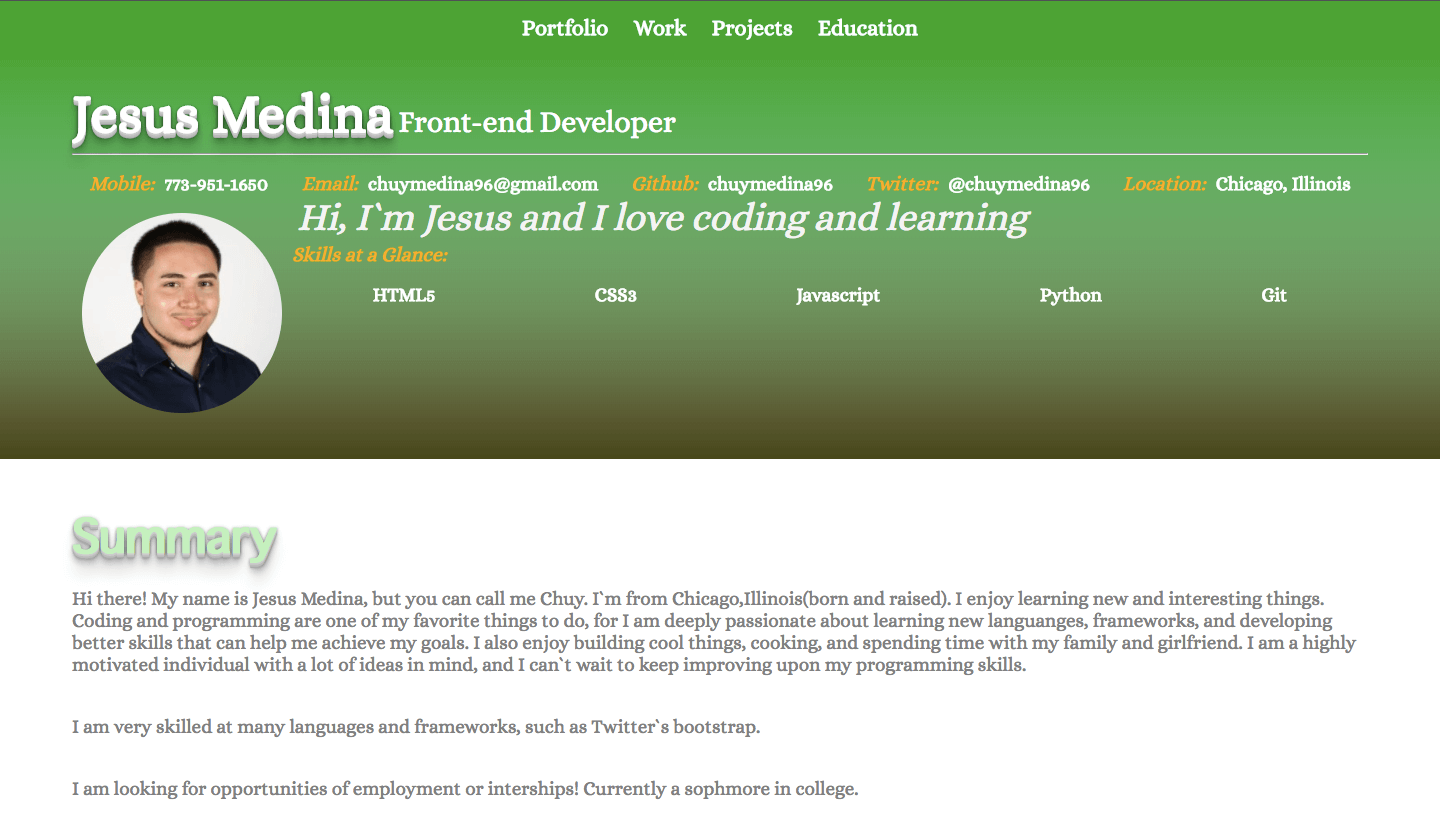 Portfolio Work Projects Education
Jesus Medina Front-end Developer
Mobile: 773-951-1650 Email: chuymedina96@gmail.com Github: chuymedina96 Twitter: @chuymedina96 Location: Chicago, Illinois
Hi, I`m Jesus and I love coding and learning
Skills at a Glance:
HTML5 CSS3 Javascript Python Git
Summary
Hi there! My name is Jesus Medina, but you can call me Chuy. I`m from Chicago,Illinois(born and raised). I enjoy learning new and interesting things.
Coding and programming are one of my favorite things to do, for I am deeply passionate about learning new languanges, frameworks, and developing
better skills that can help me achieve my goals. I also enjoy building cool things, cooking, and spending time with my family and girlfriend. I am a highly
motivated individual with a lot of ideas in mind, and I can`t wait to keep improving upon my programming skills.
I am very skilled at many languages and frameworks, such as Twitter`s bootstrap.
I am looking for opportunities of employment or interships! Currently a sophmore in college.